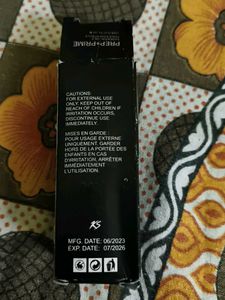 PREP+PRIME
CAUTIONS:
FOR EXTERNAL USE
ONLY, KEEP OUT OF
REACH OF CHILDREN IF
IRRITATION OCCURS,
DISCONTINUE USE
IMMEDIATELY.
MISES EN GARDE :
POUR USAGE EXTERNE
UNIQUEMENT, GARDER
HORS DE LA PORTÉE DES
ENFANTS EN CAS
D'IRRITATION, ARRÊTER
IMMÉDIATEMENT
L'UTILISATION.
MFG. DATE: 06/2023
EXP. DATE: 07/2026